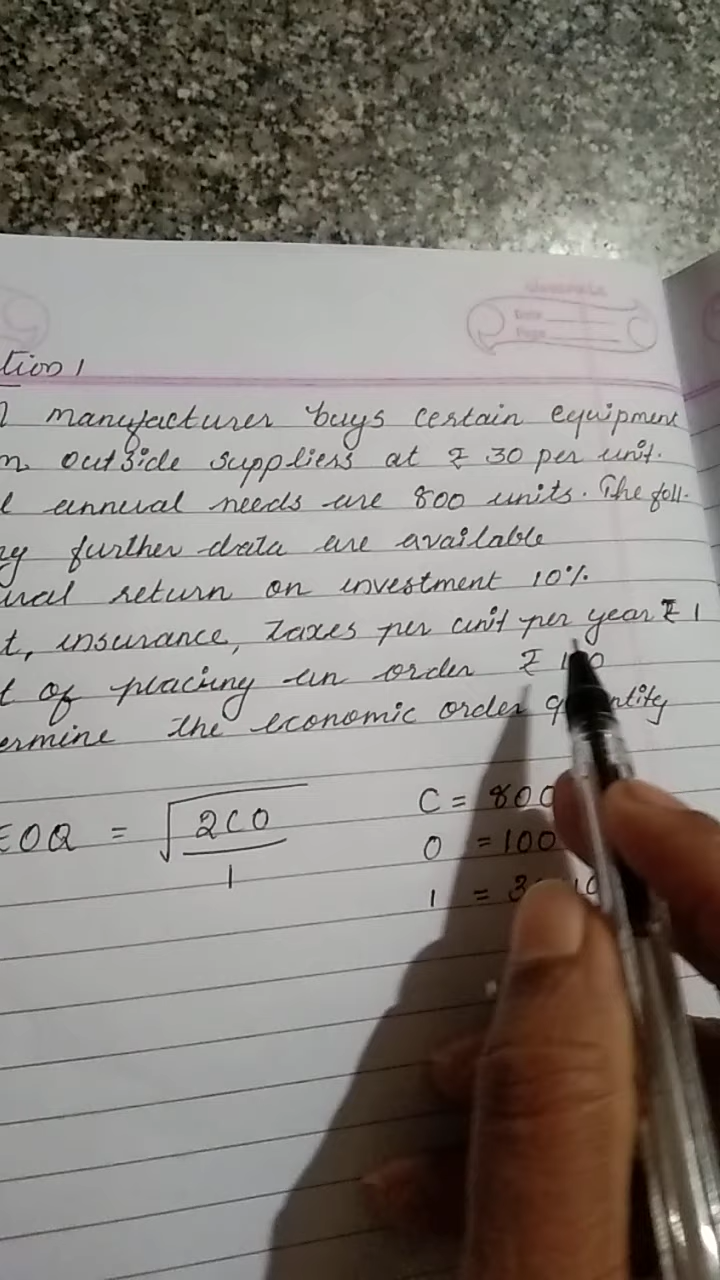 tion 1
manufacturer buys certain equipment
outside suppliers at ₹ 30 per unit.
l annual needs are 800 units. The foll-
further data are available
ual return on investment 10%
t, insurance, taxes per unit per year ₹ 1
t of placing an order ₹
ermine the economic order
EOQ = √2CO
I
C = 800
O = 100
I =